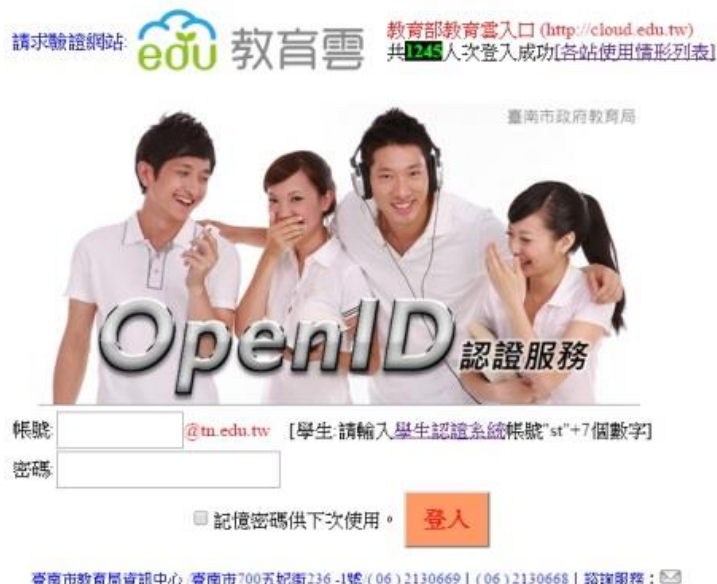 請求驗證網站: edu 教育雲 教育部教育雲入口 (http://cloud.edu.tw)
共1245人次登入成功[各站使用情形列表]
臺南市政府教育局
OpenID 認證服務
帳號: @tn.edu.tw [學生:請輸入學生認證系統帳號"st"+7個數字]
密碼:
記憶密碼供下次使用。 登入
臺南市教育局資訊中心 /臺南市700五妃街236 -1號/( 06 ) 2130669 | ( 06 ) 2130668 | 諮詢服務：